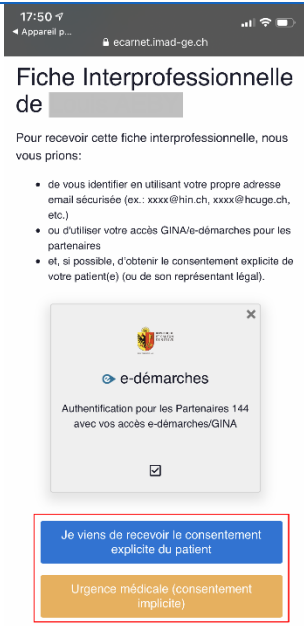 17:50
◀ Appareil p...
ecarnet.imad-ge.ch
Fiche Interprofessionnelle
de
Pour recevoir cette fiche interprofessionnelle, nous
vous prions:
• de vous identifier en utilisant votre propre adresse
email sécurisée (ex.: xxxx@hin.ch, xxxx@hcuge.ch,
etc.)
• ou d'utiliser votre accès GINA/e-démarches pour les
partenaires
• et, si possible, d'obtenir le consentement explicite de
votre patient(e) (ou de son représentant légal).
e-démarches
Authentification pour les Partenaires 144
avec vos accès e-démarches/GINA
Je viens de recevoir le consentement
explicite du patient
Urgence médicale (consentement
implicite)